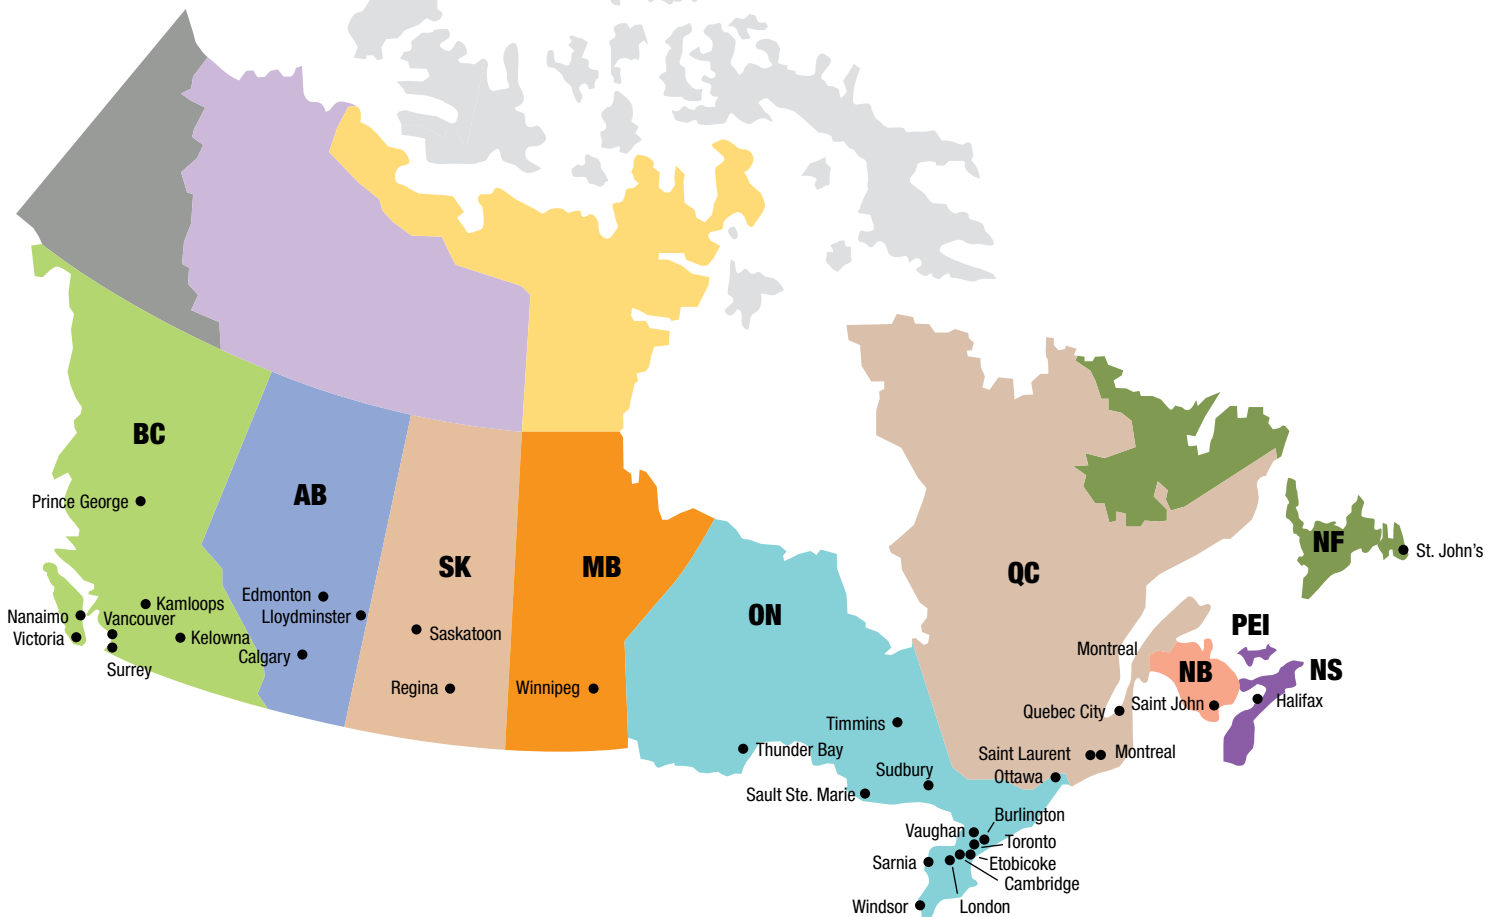 BC
Prince George
AB
SK
MB
ON
QC
NF
St. John’s
PEI
NB
NS
Edmonton
Lloydminster
Calgary
Kamloops
Nanaimo
Vancouver
Victoria
Kelowna
Surrey
Saskatoon
Regina
Winnipeg
Montreal
Quebec City
Saint John
Halifax
Timmins
Thunder Bay
Sudbury
Sault Ste. Marie
Saint Laurent
Montreal
Ottawa
Burlington
Vaughan
Toronto
Sarnia
Etobicoke
Cambridge
Windsor
London